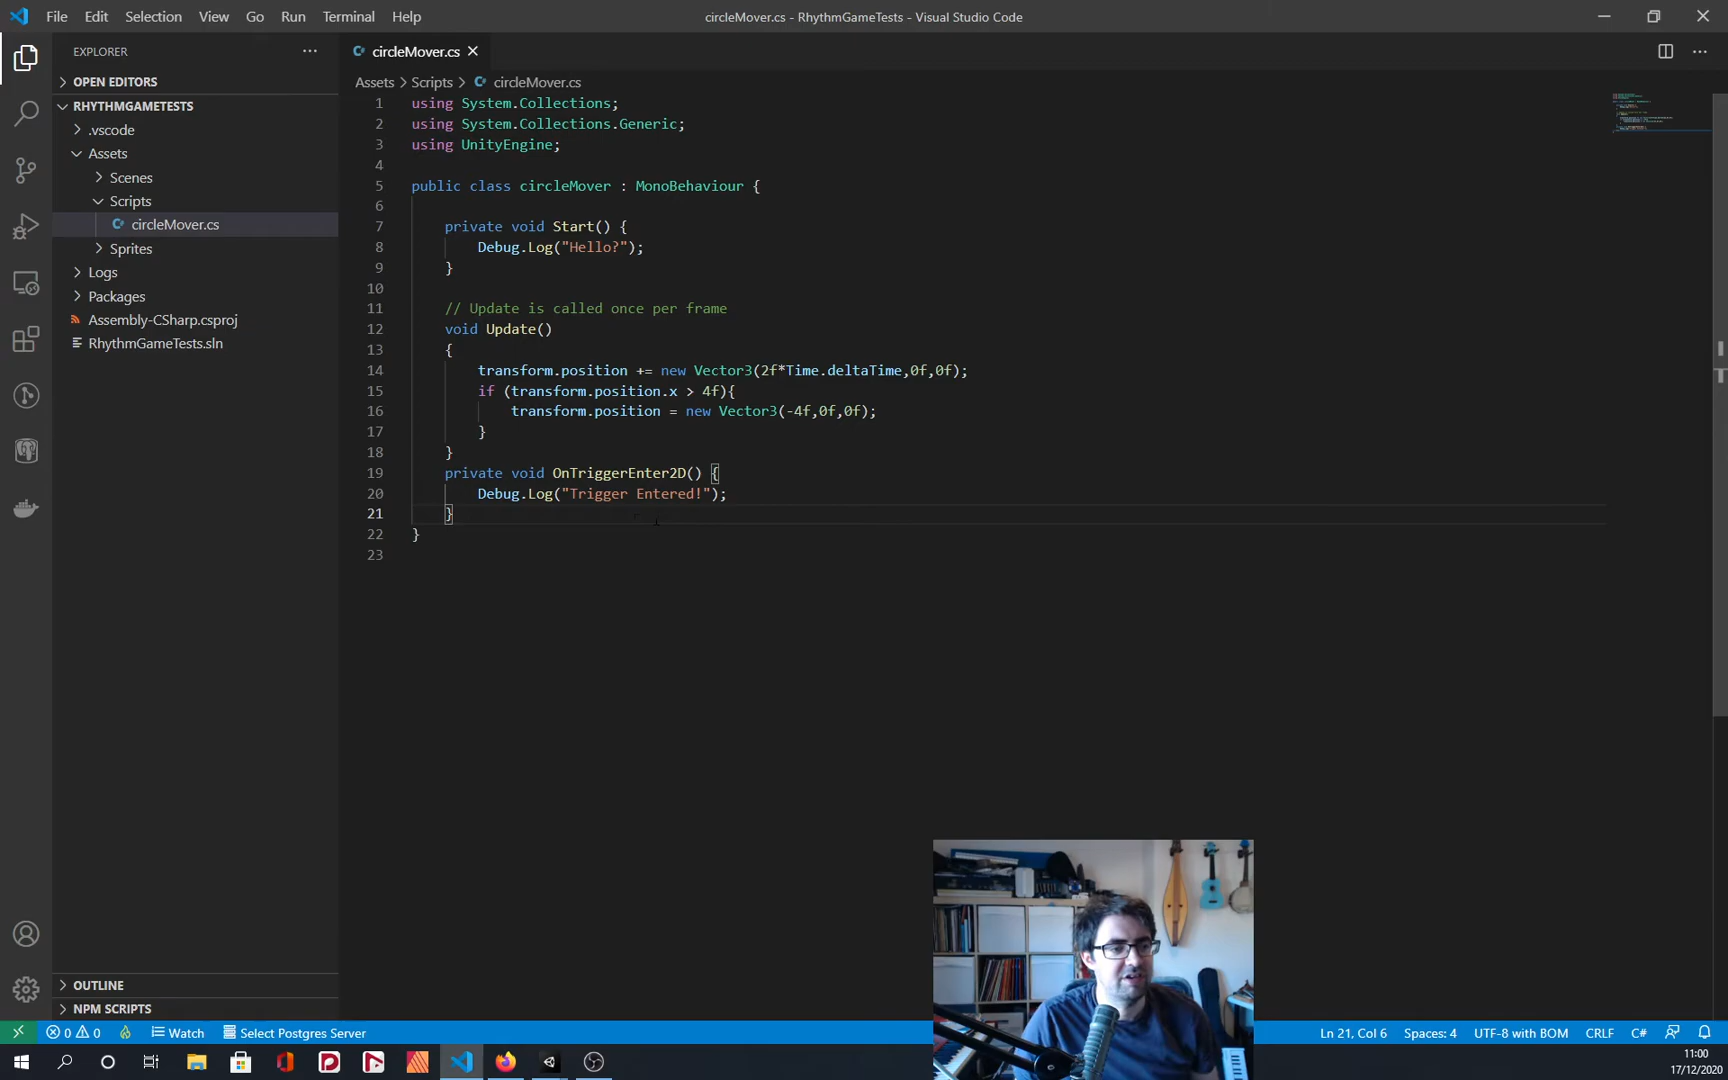 File Edit Selection View Go Run Terminal Help
circleMover.cs - RhythmGameTests - Visual Studio Code
EXPLORER
OPEN EDITORS
RHYTHMGAMETESTS
.vscode
Assets
Scenes
Scripts
circleMover.cs
Sprites
Logs
Packages
Assembly-CSharp.csproj
RhythmGameTests.sln
OUTLINE
NPM SCRIPTS
circleMover.cs
Assets > Scripts > circleMover.cs
1 using System.Collections;
2 using System.Collections.Generic;
3 using UnityEngine;
4
5 public class circleMover : MonoBehaviour {
6
7 private void Start() {
8 Debug.Log("Hello?");
9 }
10
11 // Update is called once per frame
12 void Update()
13 {
14 transform.position += new Vector3(2f*Time.deltaTime,0f,0f);
15 if (transform.position.x > 4f){
16 transform.position = new Vector3(-4f,0f,0f);
17 }
18 }
19 private void OnTriggerEnter2D() {
20 Debug.Log("Trigger Entered!");
21 }
22 }
23
0 0 Watch Select Postgres Server
Ln 21, Col 6 Spaces: 4 UTF-8 with BOM CRLF C#
11:00
17/12/2020